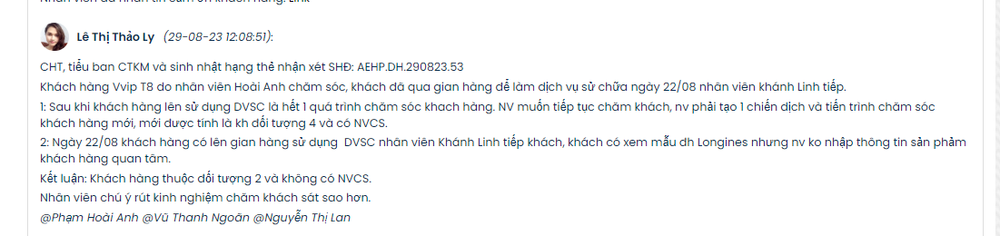 Lê Thị Thảo Ly (29-08-23 12:08:51):
CHT, tiểu ban CTKM và sinh nhật hạng thẻ nhận xét SHĐ: AEHP.DH.290823.53
Khách hàng Vvip T8 do nhân viên Hoài Anh chăm sóc, khách đã qua gian hàng để làm dịch vụ sử chữa ngày 22/08 nhân viên khánh Linh tiếp.
1: Sau khi khách hàng lên sử dụng DVSC là hết 1 quá trình chăm sóc khach hàng. NV muốn tiếp tục chăm khách, nv phải tạo 1 chiến dịch và tiến trình chăm sóc
khách hàng mới, mới được tính là kh đối tượng 4 và có NVCS.
2: Ngày 22/08 khách hàng có lên gian hàng sử dụng DVSC nhân viên Khánh Linh tiếp khách, khách có xem mẫu đh Longines nhưng nv ko nhập thông tin sản phảm
khách hàng quan tâm.
Kết luận: Khách hàng thuộc đối tượng 2 và không có NVCS.
Nhân viên chú ý rút kinh nghiệm chăm khách sát sao hơn.
@Phạm Hoài Anh @Vũ Thanh Ngoãn @Nguyễn Thị Lan